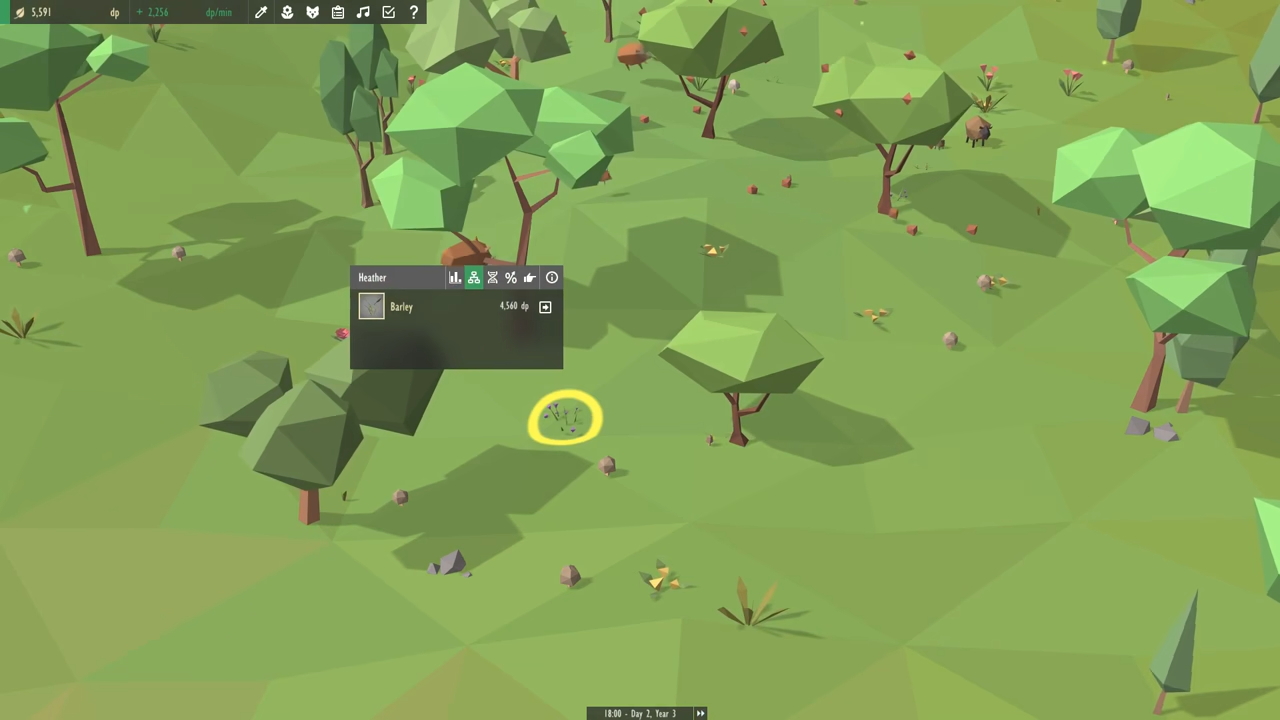 5,591 dp + 2,256 dp/min ?
Heather
Barley 4,560 dp
18:00 - Day 2, Year 3